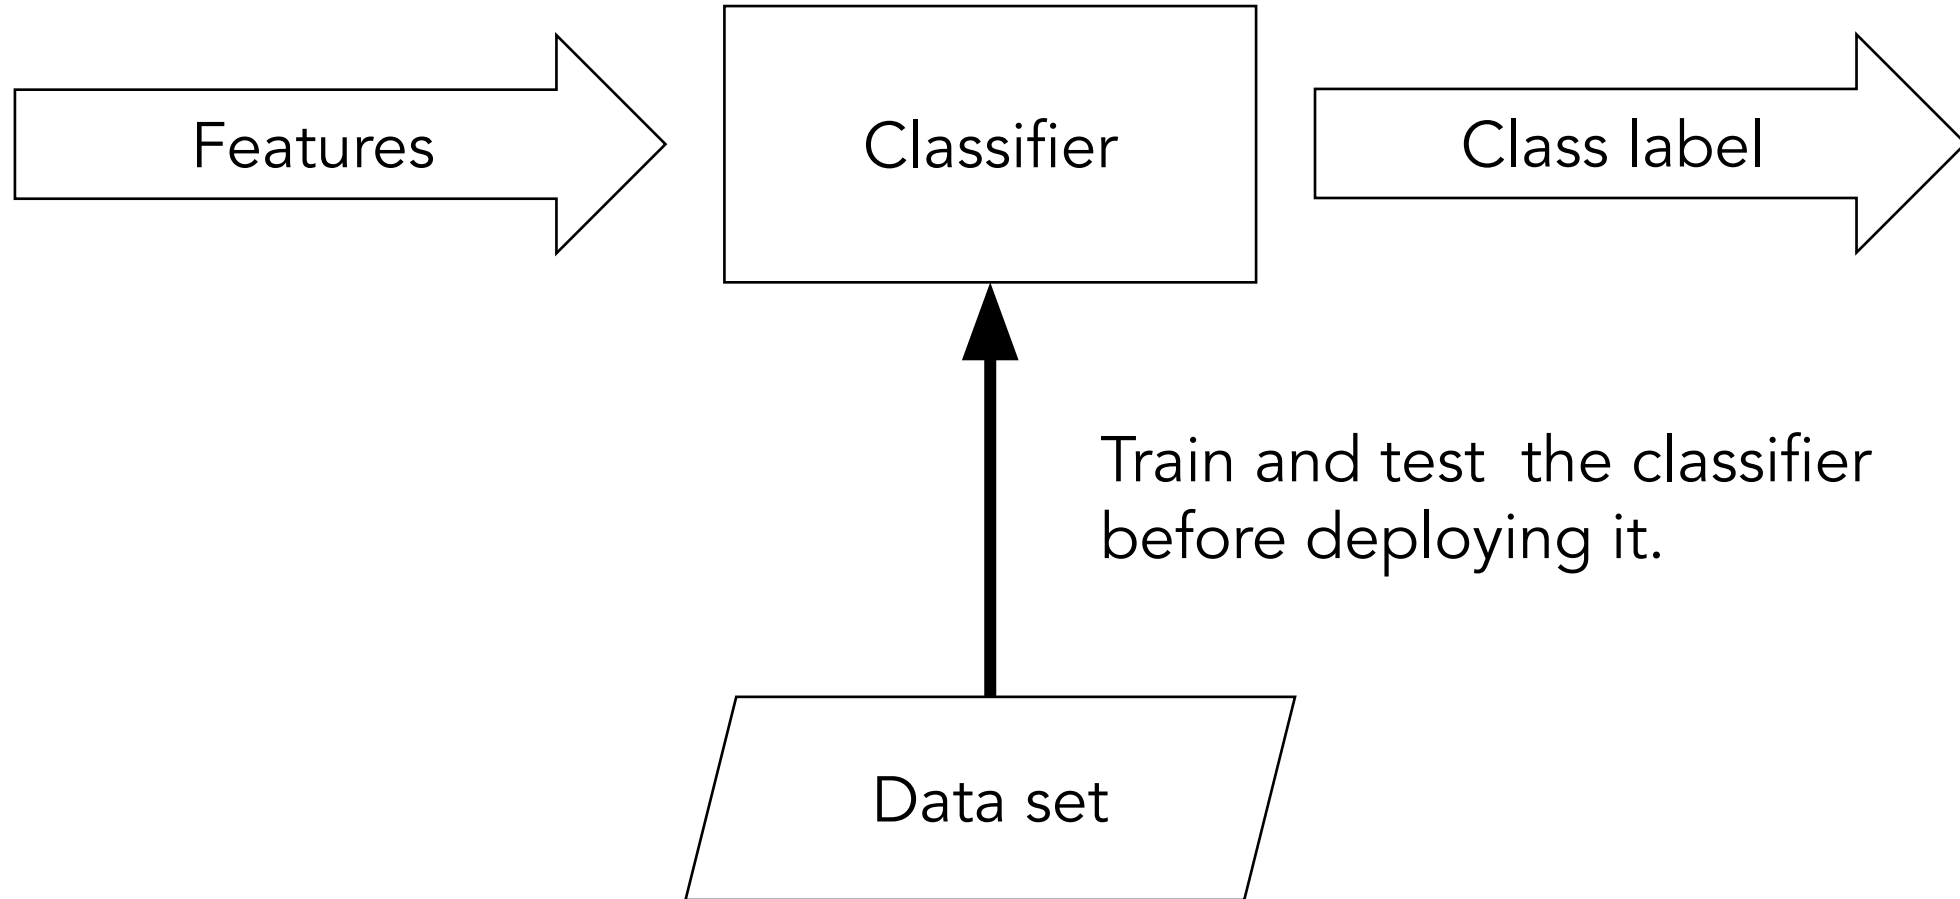 Features
Classifier
Class label
Train and test  the classifier
before deploying it.
Data set